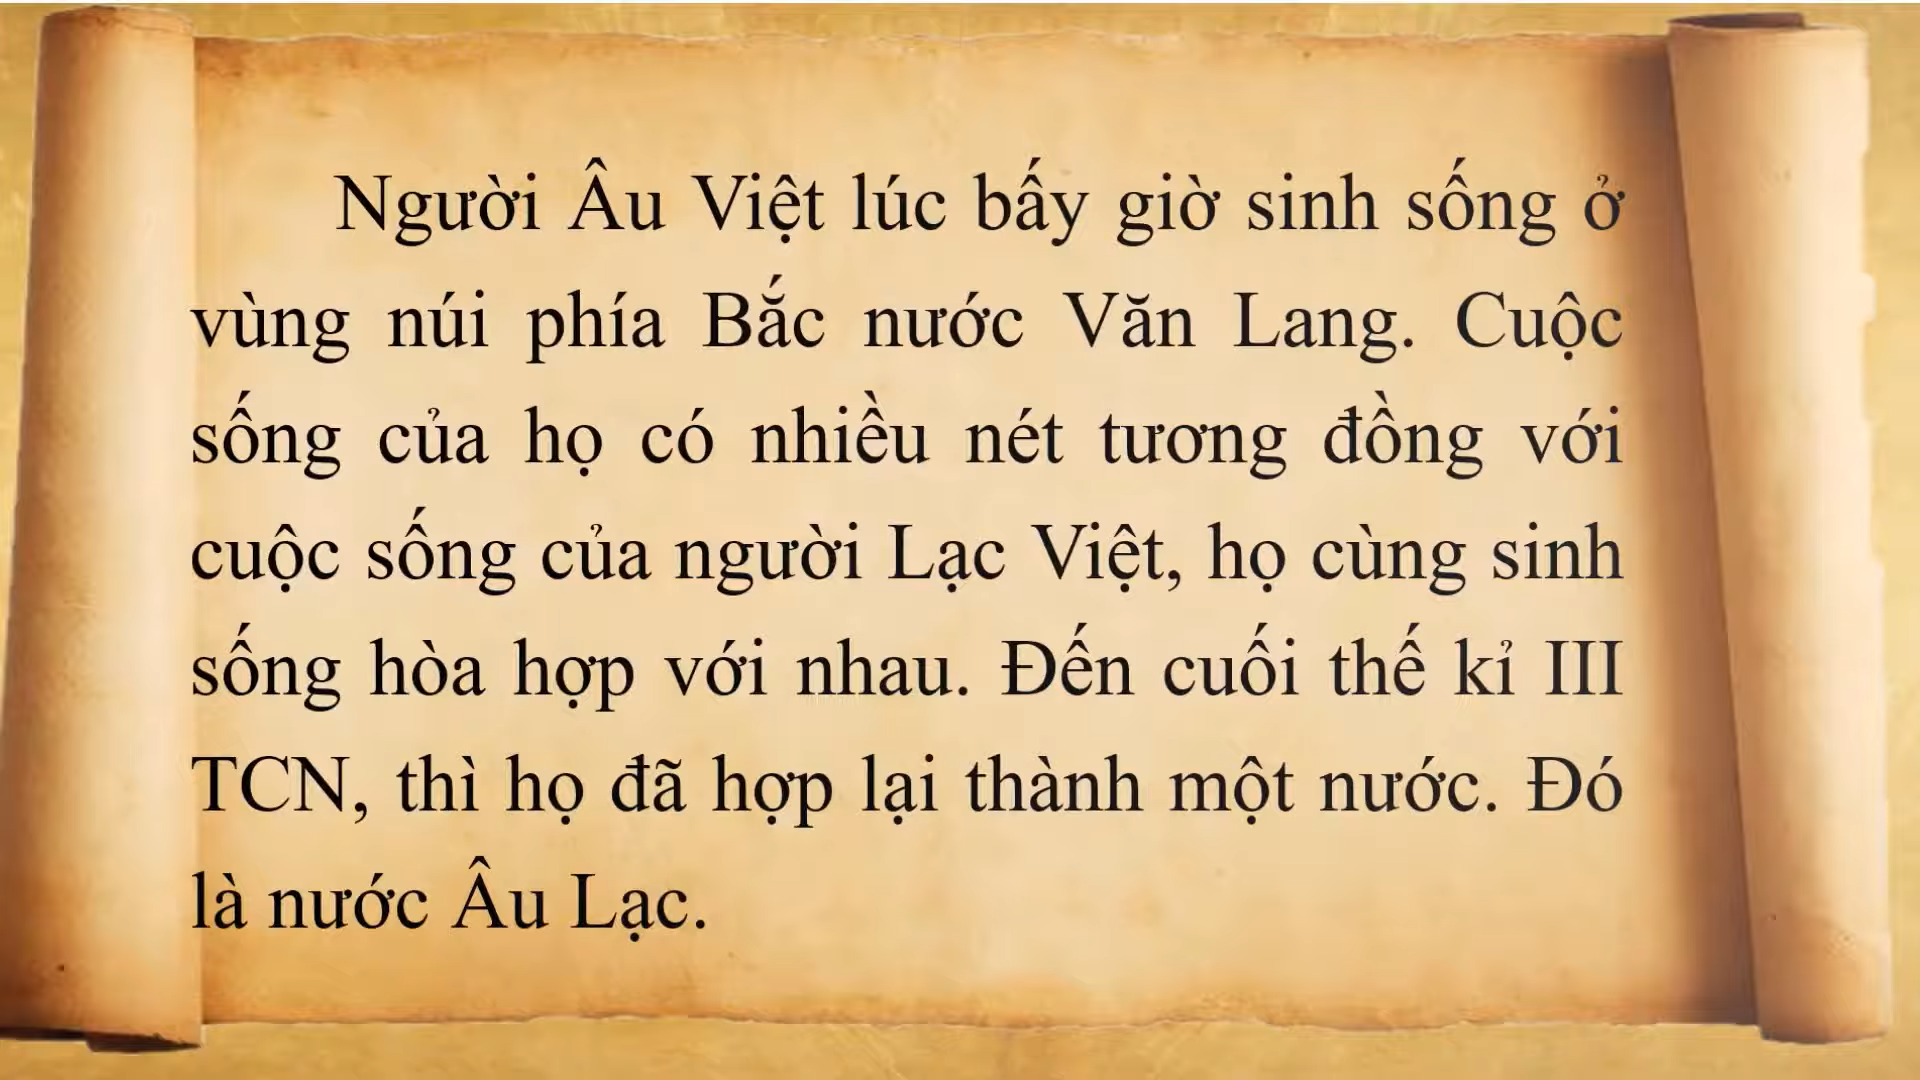 Người Âu Việt lúc bấy giờ sinh sống ở
vùng núi phía Bắc nước Văn Lang. Cuộc
sống của họ có nhiều nét tương đồng với
cuộc sống của người Lạc Việt, họ cùng sinh
sống hòa hợp với nhau. Đến cuối thế kỉ III
TCN, thì họ đã hợp lại thành một nước. Đó
là nước Âu Lạc.